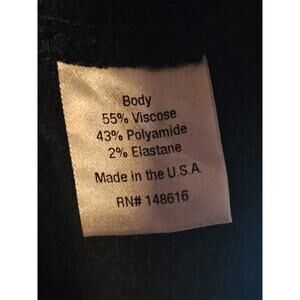 Body
55% Viscose
43% Polyamide
2% Elastane
Made in the U.S.A.
RN# 148616